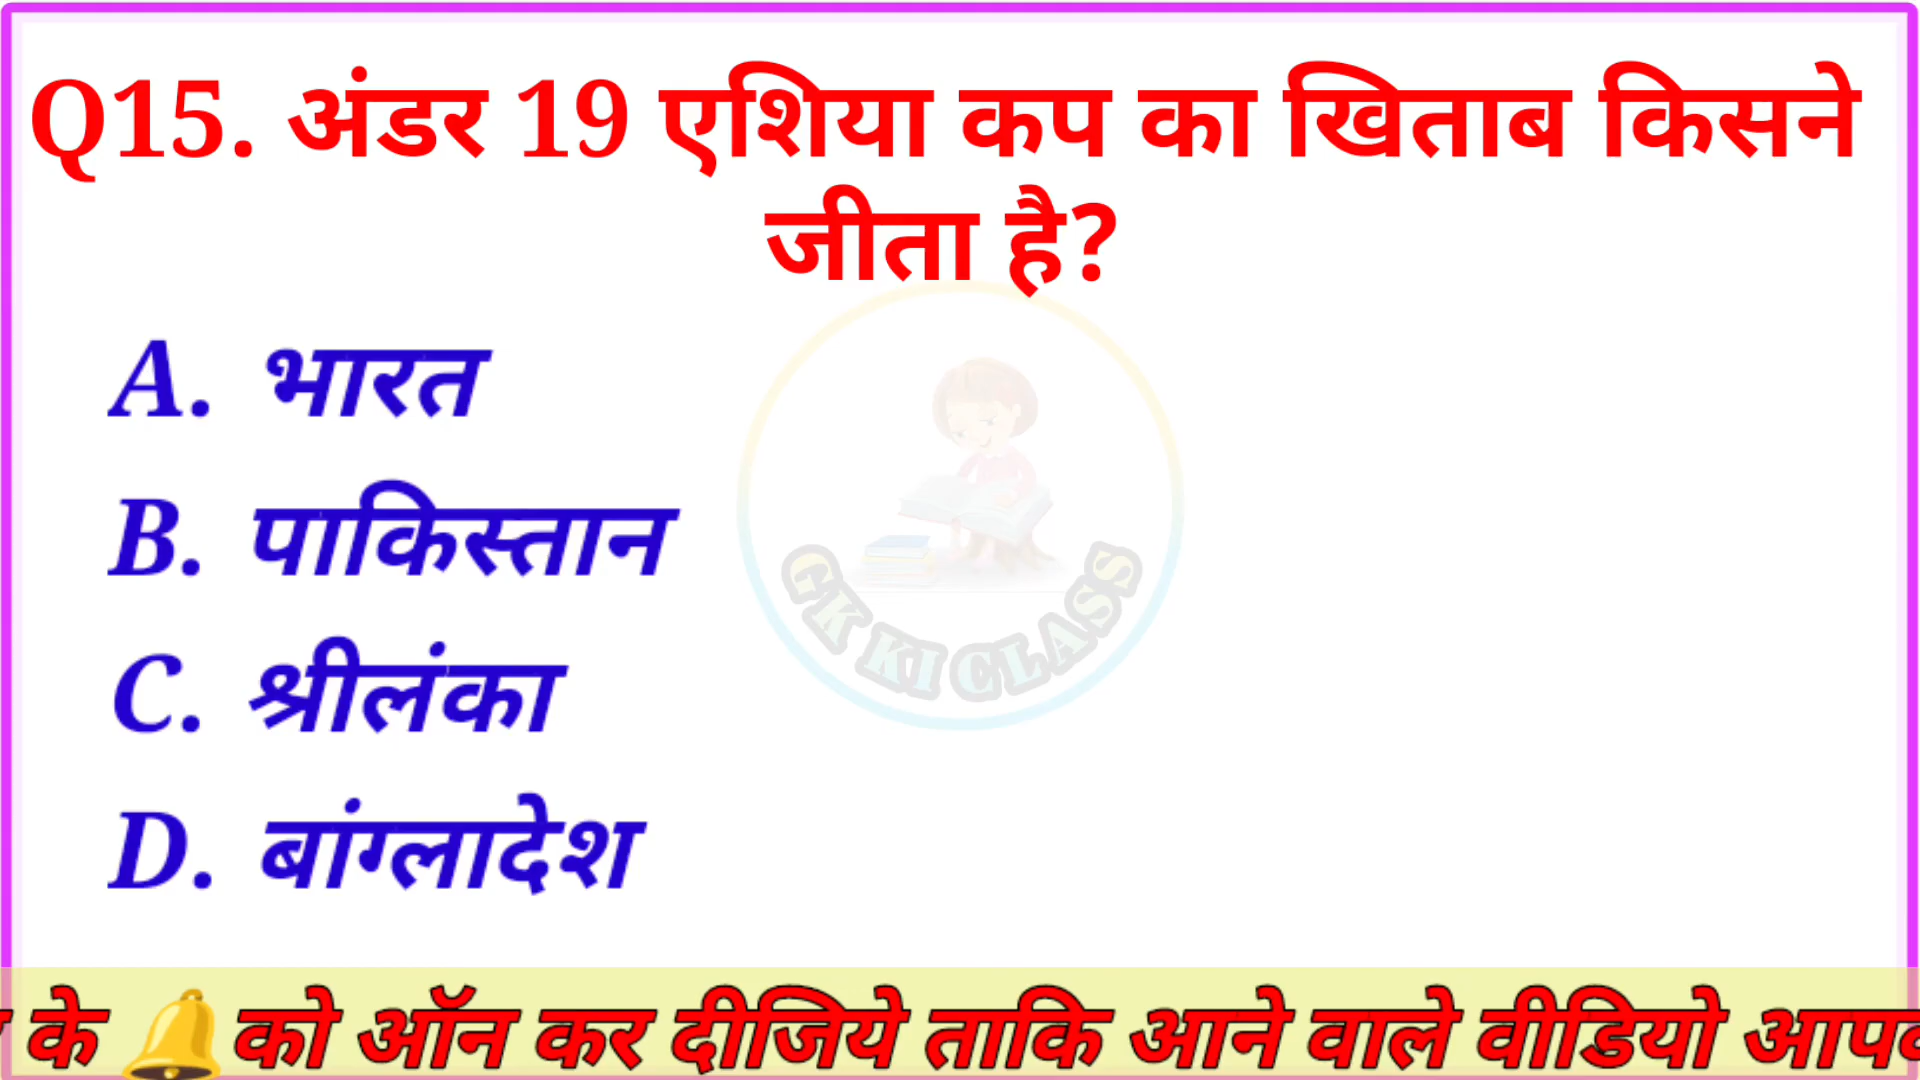 Q15. अंडर 19 एशिया कप का खिताब किसने
जीता है?
A. भारत
B. पाकिस्तान
C. श्रीलंका
D. बांग्लादेश
GK KI CLASS
के 🔔को ऑन कर दीजिये ताकि आने वाले वीडियो